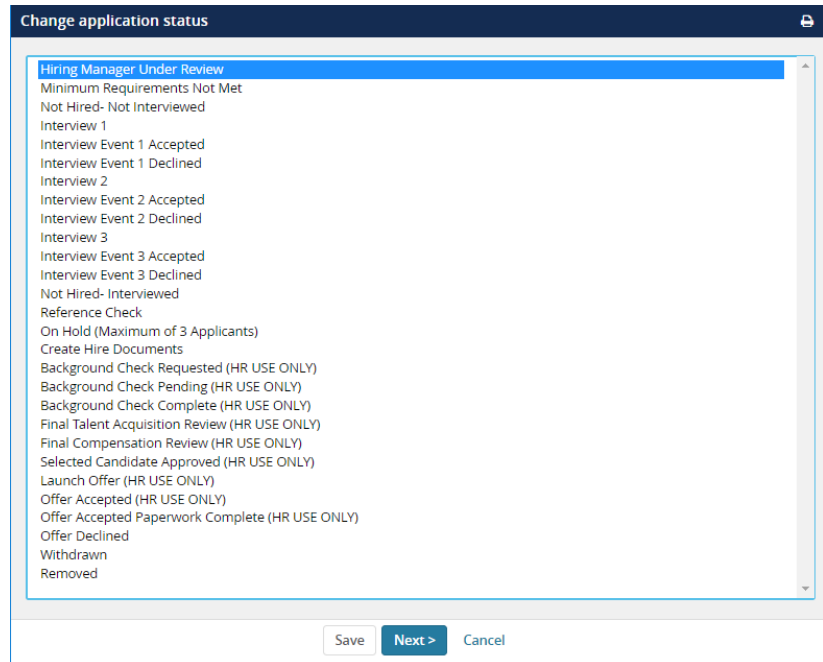 Change application status
Hiring Manager Under Review
Minimum Requirements Not Met
Not Hired- Not Interviewed
Interview 1
Interview Event 1 Accepted
Interview Event 1 Declined
Interview 2
Interview Event 2 Accepted
Interview Event 2 Declined
Interview 3
Interview Event 3 Accepted
Interview Event 3 Declined
Not Hired- Interviewed
Reference Check
On Hold (Maximum of 3 Applicants)
Create Hire Documents
Background Check Requested (HR USE ONLY)
Background Check Pending (HR USE ONLY)
Background Check Complete (HR USE ONLY)
Final Talent Acquisition Review (HR USE ONLY)
Final Compensation Review (HR USE ONLY)
Selected Candidate Approved (HR USE ONLY)
Launch Offer (HR USE ONLY)
Offer Accepted (HR USE ONLY)
Offer Accepted Paperwork Complete (HR USE ONLY)
Offer Declined
Withdrawn
Removed
Save Next > Cancel